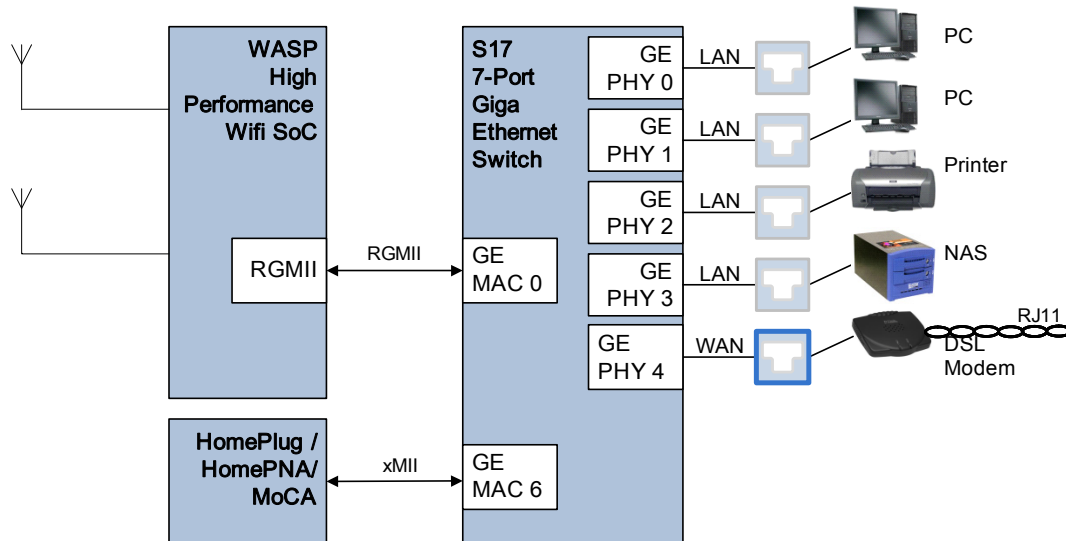 WASP
High
Performance
Wifi SoC
RGMII
RGMII
HomePlug /
HomePNA/
MoCA
xMII
S17
7-Port
Giga
Ethernet
Switch
GE
MAC 0
GE
MAC 6
GE
PHY 0
GE
PHY 1
GE
PHY 2
GE
PHY 3
GE
PHY 4
LAN
PC
LAN
PC
LAN
Printer
LAN
NAS
WAN
RJ11
DSL
Modem